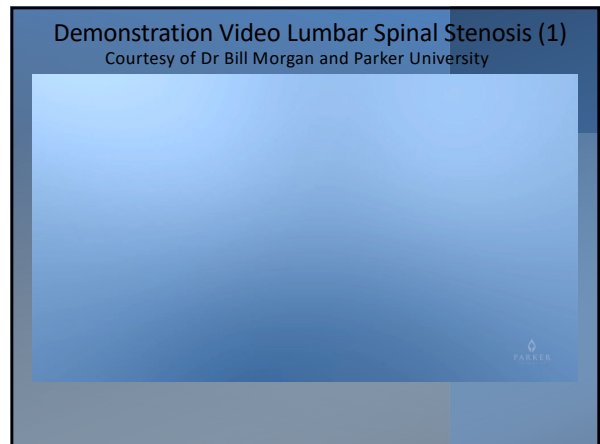 Demonstration Video Lumbar Spinal Stenosis (1)
Courtesy of Dr Bill Morgan and Parker University
PARKER